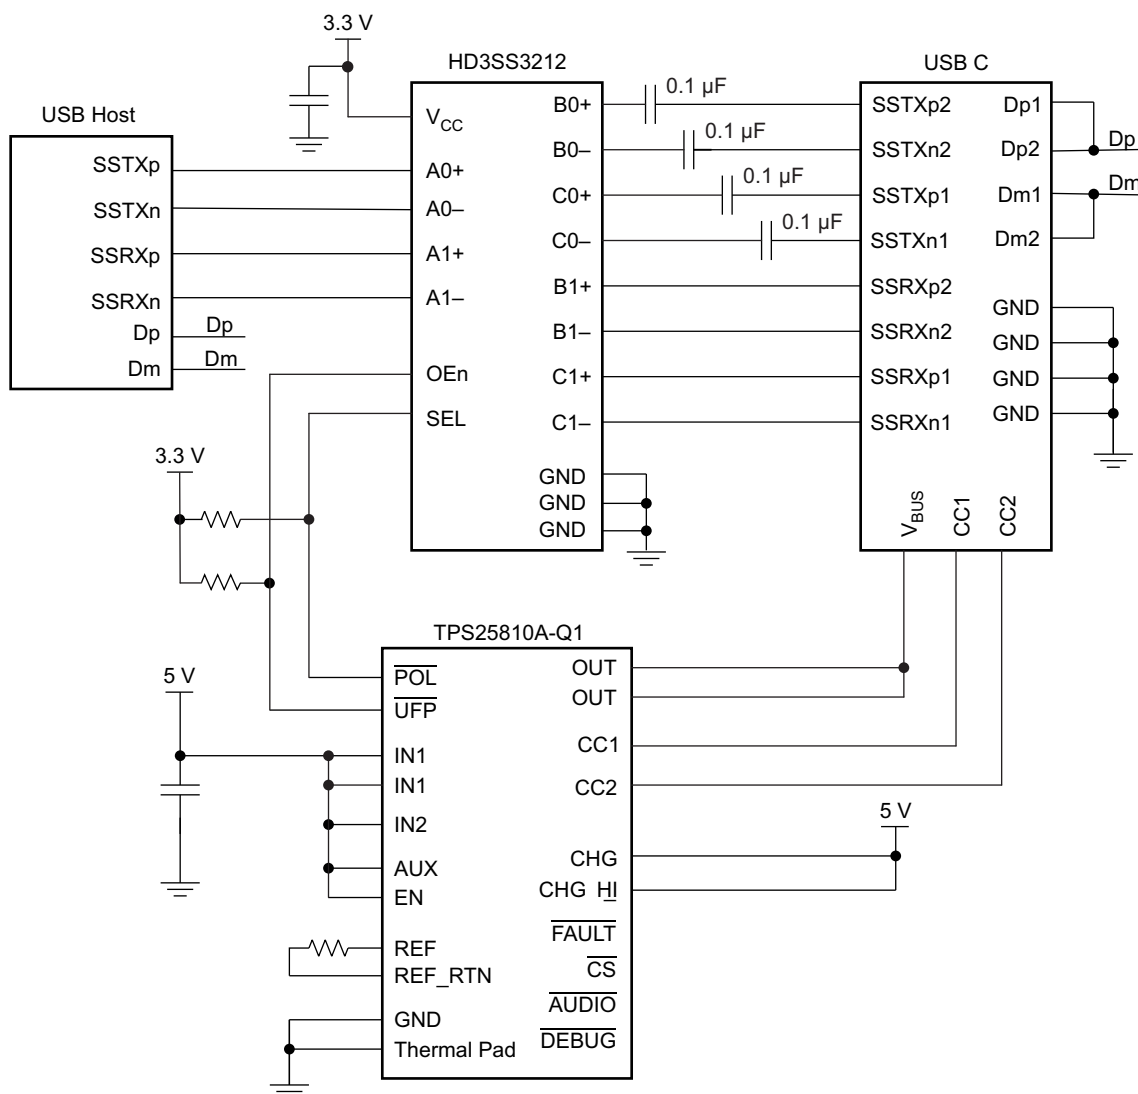 3.3 V
HD3SS3212
USB C
USB Host
VCC
B0+
0.1 µF
SSTXp2
Dp1
B0–
0.1 µF
SSTXn2
Dp2
Dp
SSTXp
A0+
C0+
0.1 µF
SSTXp1
Dm1
Dm
SSTXn
A0–
C0–
0.1 µF
SSTXn1
Dm2
SSRXp
A1+
B1+
SSRXp2
SSRXn
A1–
B1–
SSRXn2
GND
GND
GND
GND
Dp
Dp
Dm
Dm
OEn
C1+
SSRXp1
SEL
C1–
SSRXn1
3.3 V
GND
GND
GND
VBUS
CC1
CC2
TPS25810A-Q1
5 V
POL
OUT
UFP
OUT
IN1
CC1
IN1
CC2
IN2
5 V
AUX
CHG
EN
CHG_HI
FAULT
REF
CS
REF_RTN
AUDIO
GND
DEBUG
Thermal Pad